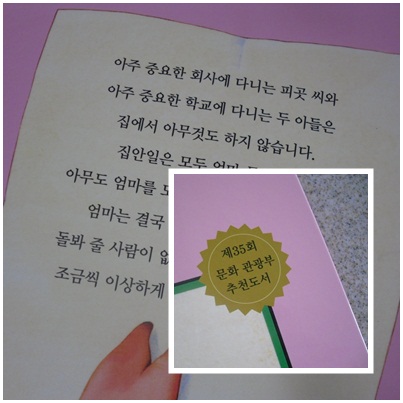 아주 중요한 회사에 다니는 피곳 씨와
아주 중요한 학교에 다니는 두 아들은
집에서 아무것도 하지 않습니다.
집안일은 모두 엄마
아무도 엄마를
엄마는 결국
돌봐 줄 사람이
조금씩 이상하게
제35회
문화 관광부
추천도서